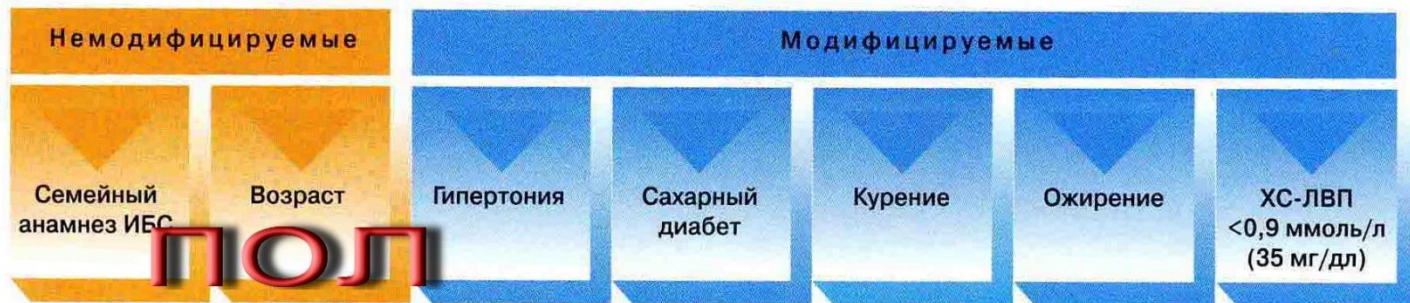 Немодифицируемые
Модифицируемые
Семейный
анамнез ИБС
Возраст
Гипертония
Сахарный
диабет
Курение
Ожирение
ХС-ЛВП
<0,9 ммоль/л
(35 мг/дл)
ПОЛ